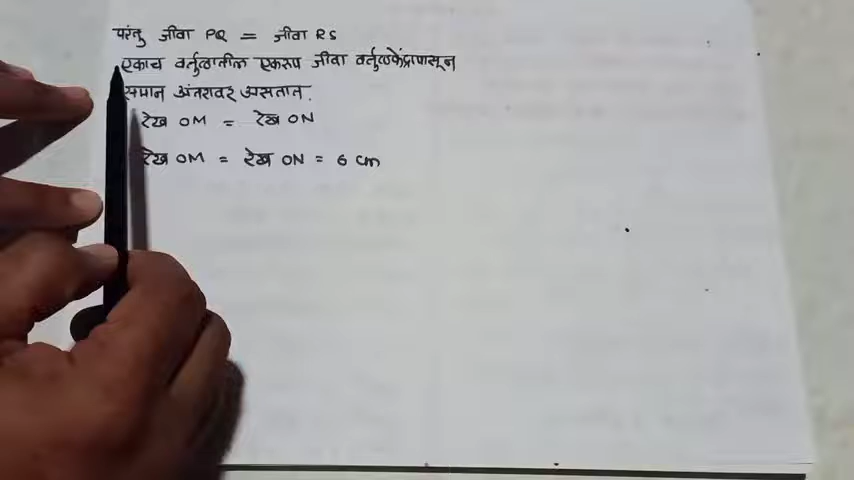 परंतु जीवा PQ = जीवा RS
एकाच वर्तुळातील एकरूप जीवा वर्तुळकेंद्रापासून
समान अंतरावर असतात.
रेख OM = रेख ON
रेख OM = रेख ON = 6 cm